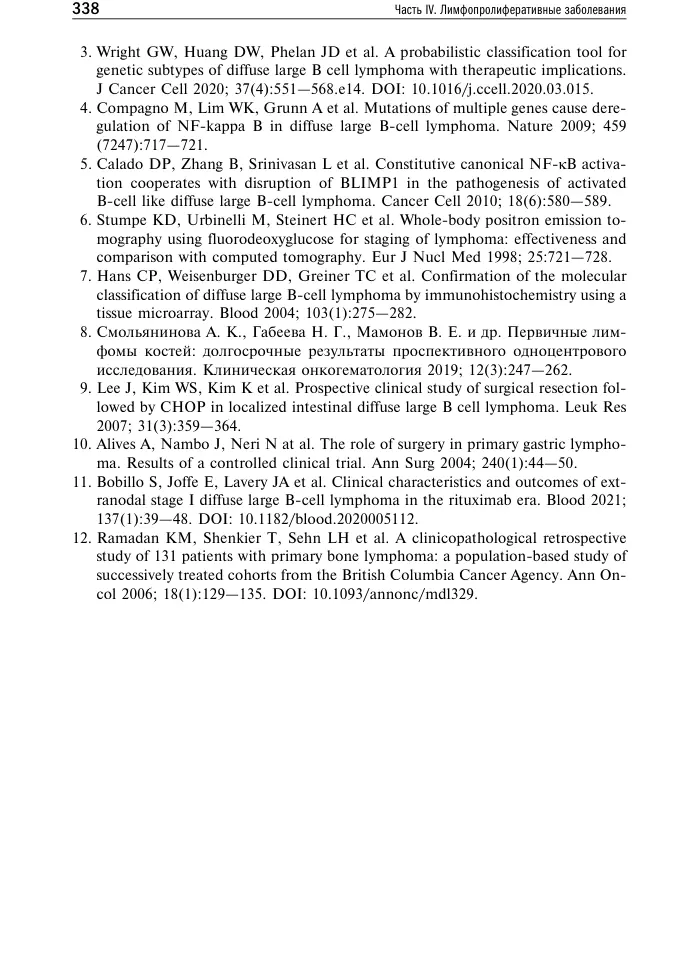 338
Часть IV. Лимфопролиферативные заболевания
3. Wright GW, Huang DW, Phelan JD et al. A probabilistic classification tool for
genetic subtypes of diffuse large B cell lymphoma with therapeutic implications.
J Cancer Cell 2020; 37(4):551—568.e14. DOI: 10.1016/j.ccell.2020.03.015.
4. Compagno M, Lim WK, Grunn A et al. Mutations of multiple genes cause dere-
gulation of NF-kappa B in diffuse large B-cell lymphoma. Nature 2009; 459
(7247):717—721.
5. Calado DP, Zhang B, Srinivasan L et al. Constitutive canonical NF-κB activa-
tion cooperates with disruption of BLIMP1 in the pathogenesis of activated
B-cell like diffuse large B-cell lymphoma. Cancer Cell 2010; 18(6):580—589.
6. Stumpe KD, Urbinelli M, Steinert HC et al. Whole-body positron emission to-
mography using fluorodeoxyglucose for staging of lymphoma: effectiveness and
comparison with computed tomography. Eur J Nucl Med 1998; 25:721—728.
7. Hans CP, Weisenburger DD, Greiner TC et al. Confirmation of the molecular
classification of diffuse large B-cell lymphoma by immunohistochemistry using a
tissue microarray. Blood 2004; 103(1):275—282.
8. Смольянинова А. К., Габеева Н. Г., Мамонов В. Е. и др. Первичные лим-
фомы костей: долгосрочные результаты проспективного одноцентрового
исследования. Клиническая онкогематология 2019; 12(3):247—262.
9. Lee J, Kim WS, Kim K et al. Prospective clinical study of surgical resection fol-
lowed by CHOP in localized intestinal diffuse large B cell lymphoma. Leuk Res
2007; 31(3):359—364.
10. Alives A, Nambo J, Neri N at al. The role of surgery in primary gastric lympho-
ma. Results of a controlled clinical trial. Ann Surg 2004; 240(1):44—50.
11. Bobillo S, Joffe E, Lavery JA et al. Clinical characteristics and outcomes of ext-
ranodal stage I diffuse large B-cell lymphoma in the rituximab era. Blood 2021;
137(1):39—48. DOI: 10.1182/blood.2020005112.
12. Ramadan KM, Shenkier T, Sehn LH et al. A clinicopathological retrospective
study of 131 patients with primary bone lymphoma: a population-based study of
successively treated cohorts from the British Columbia Cancer Agency. Ann On-
col 2006; 18(1):129—135. DOI: 10.1093/annonc/mdl329.